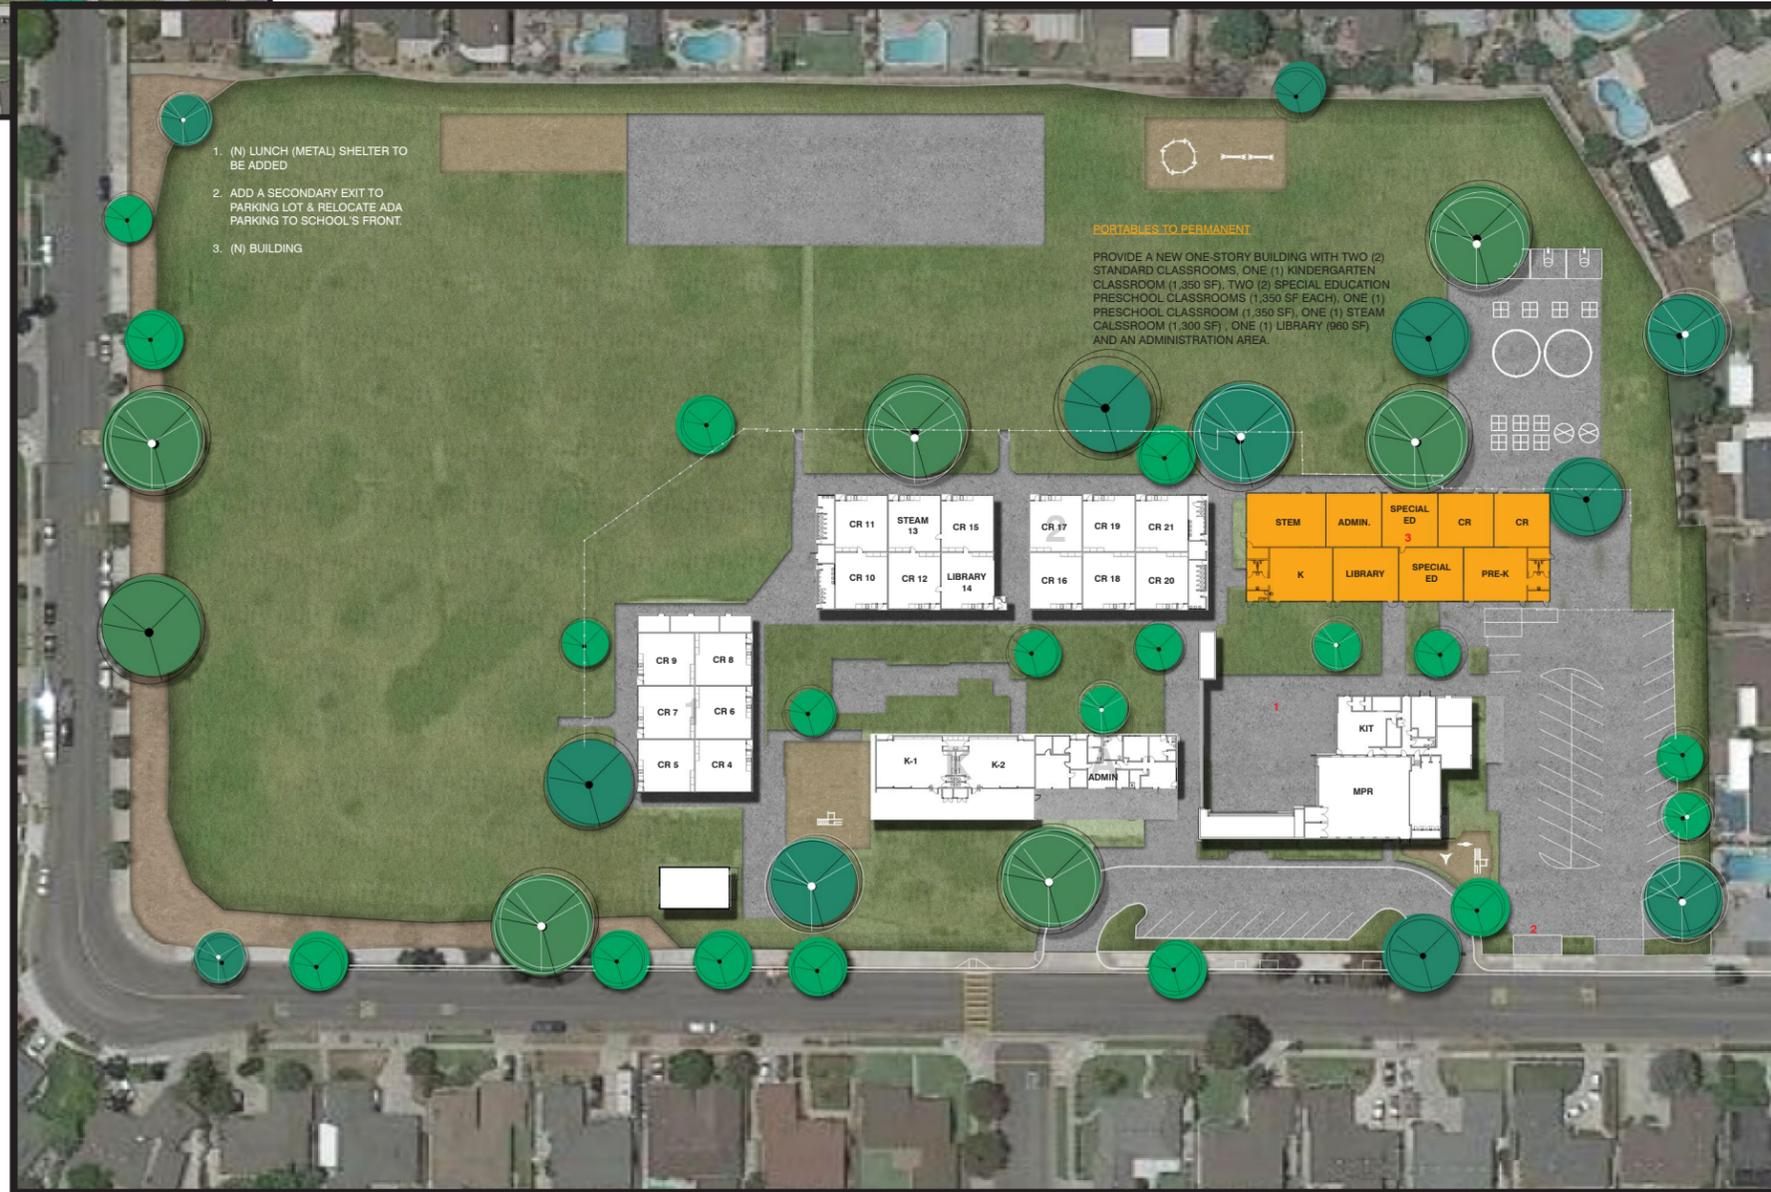 1. (N) LUNCH (METAL) SHELTER TO
BE ADDED
2. ADD A SECONDARY EXIT TO
PARKING LOT & RELOCATE ADA
PARKING TO SCHOOL'S FRONT.
3. (N) BUILDING
PORTABLES TO PERMANENT
PROVIDE A NEW ONE-STORY BUILDING WITH TWO (2)
STANDARD CLASSROOMS, ONE (1) KINDERGARTEN
CLASSROOM (1,350 SF), TWO (2) SPECIAL EDUCATION
PRESCHOOL CLASSROOMS (1,350 SF EACH), ONE (1)
PRESCHOOL CLASSROOM (1,350 SF), ONE (1) STEAM
CALSSROOM (1,300 SF) , ONE (1) LIBRARY (960 SF)
AND AN ADMINISTRATION AREA.
CR 11
STEAM
13
CR 15
CR 10
CR 12
LIBRARY
14
2
CR 17
CR 19
CR 21
CR 16
CR 18
CR 20
STEM
ADMIN.
SPECIAL
ED
CR
CR
3
K
LIBRARY
SPECIAL
ED
PRE-K
CR 9
CR 8
CR 7
1
CR 6
CR 5
CR 4
K-1
K
K-2
A
ADMIN
1
KIT
MPR
2